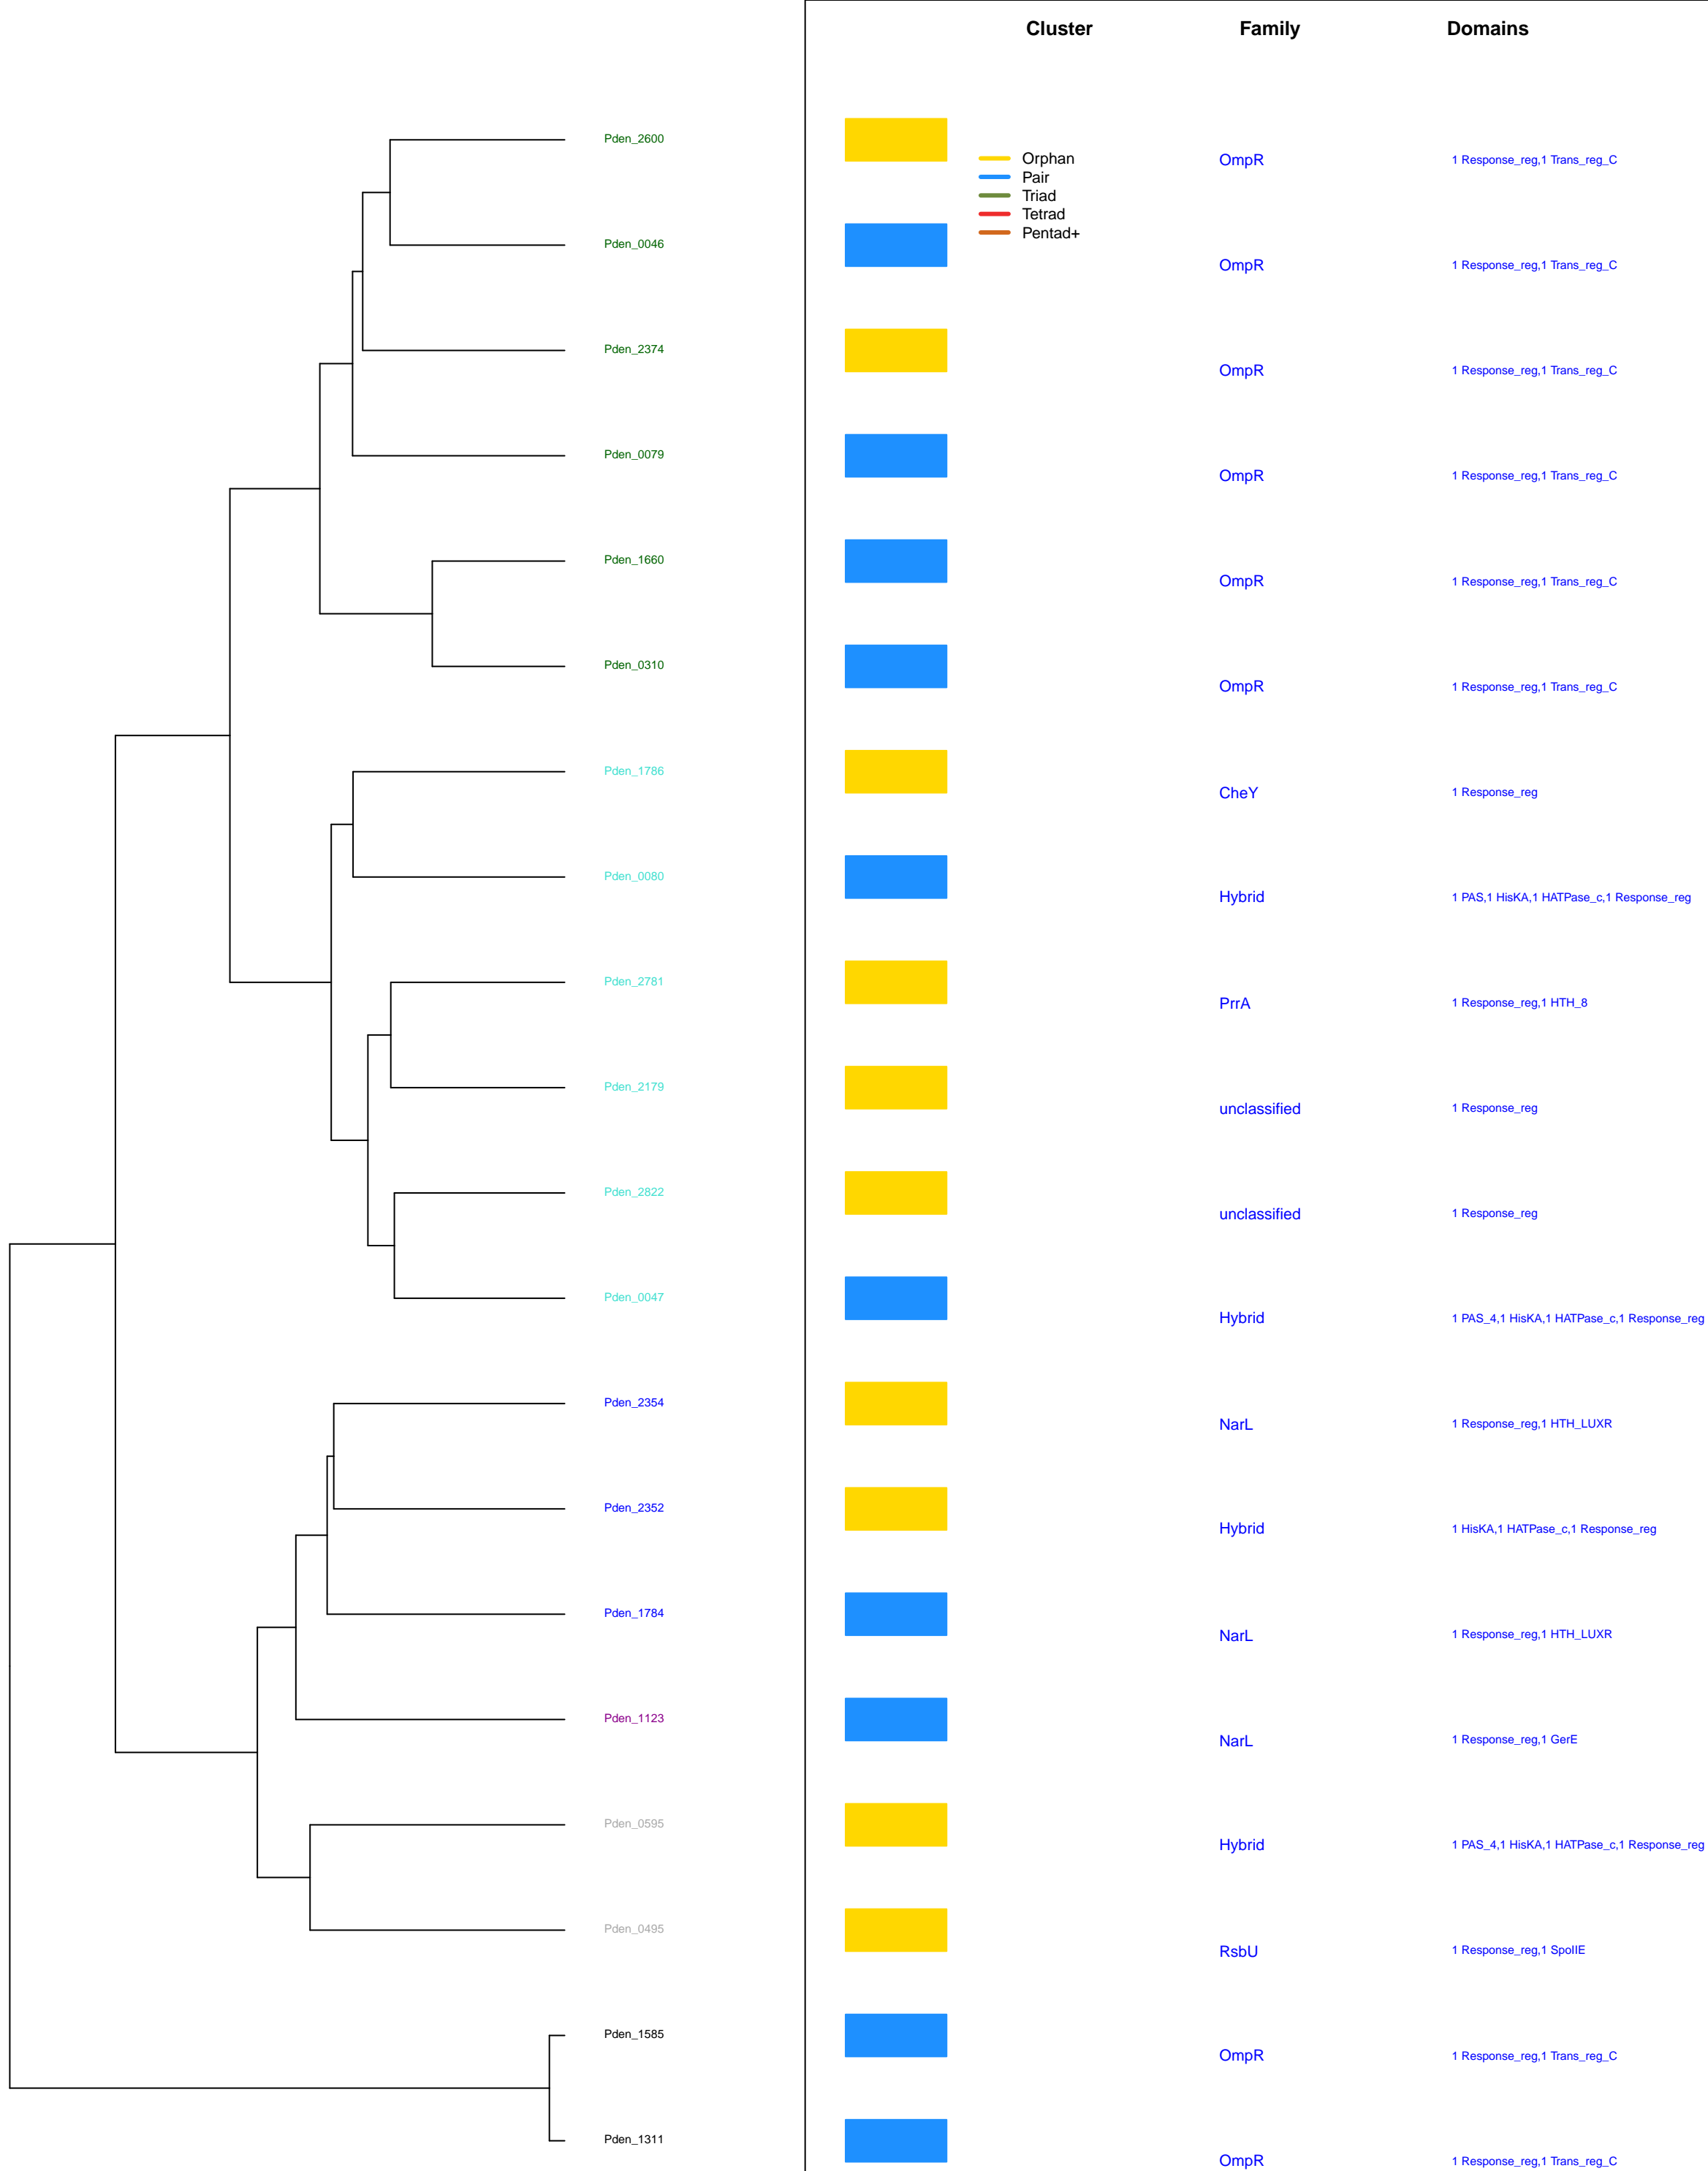 Cluster Family Domains
Pden_2600 OmpR 1 Response_reg,1 Trans_reg_C
Orphan
Pair
Triad
Tetrad
Pentad+
Pden_0046 OmpR 1 Response_reg,1 Trans_reg_C
Pden_2374 OmpR 1 Response_reg,1 Trans_reg_C
Pden_0079 OmpR 1 Response_reg,1 Trans_reg_C
Pden_1660 OmpR 1 Response_reg,1 Trans_reg_C
Pden_0310 OmpR 1 Response_reg,1 Trans_reg_C
Pden_1786 CheY 1 Response_reg
Pden_0080 Hybrid 1 PAS,1 HisKA,1 HATPase_c,1 Response_reg
Pden_2781 PrrA 1 Response_reg,1 HTH_8
Pden_2179 unclassified 1 Response_reg
Pden_2822 unclassified 1 Response_reg
Pden_0047 Hybrid 1 PAS_4,1 HisKA,1 HATPase_c,1 Response_reg
Pden_2354 NarL 1 Response_reg,1 HTH_LUXR
Pden_2352 Hybrid 1 HisKA,1 HATPase_c,1 Response_reg
Pden_1784 NarL 1 Response_reg,1 HTH_LUXR
Pden_1123 NarL 1 Response_reg,1 GerE
Pden_0595 Hybrid 1 PAS_4,1 HisKA,1 HATPase_c,1 Response_reg
Pden_0495 RsbU 1 Response_reg,1 SpoIIE
Pden_1585 OmpR 1 Response_reg,1 Trans_reg_C
Pden_1311 OmpR 1 Response_reg,1 Trans_reg_C